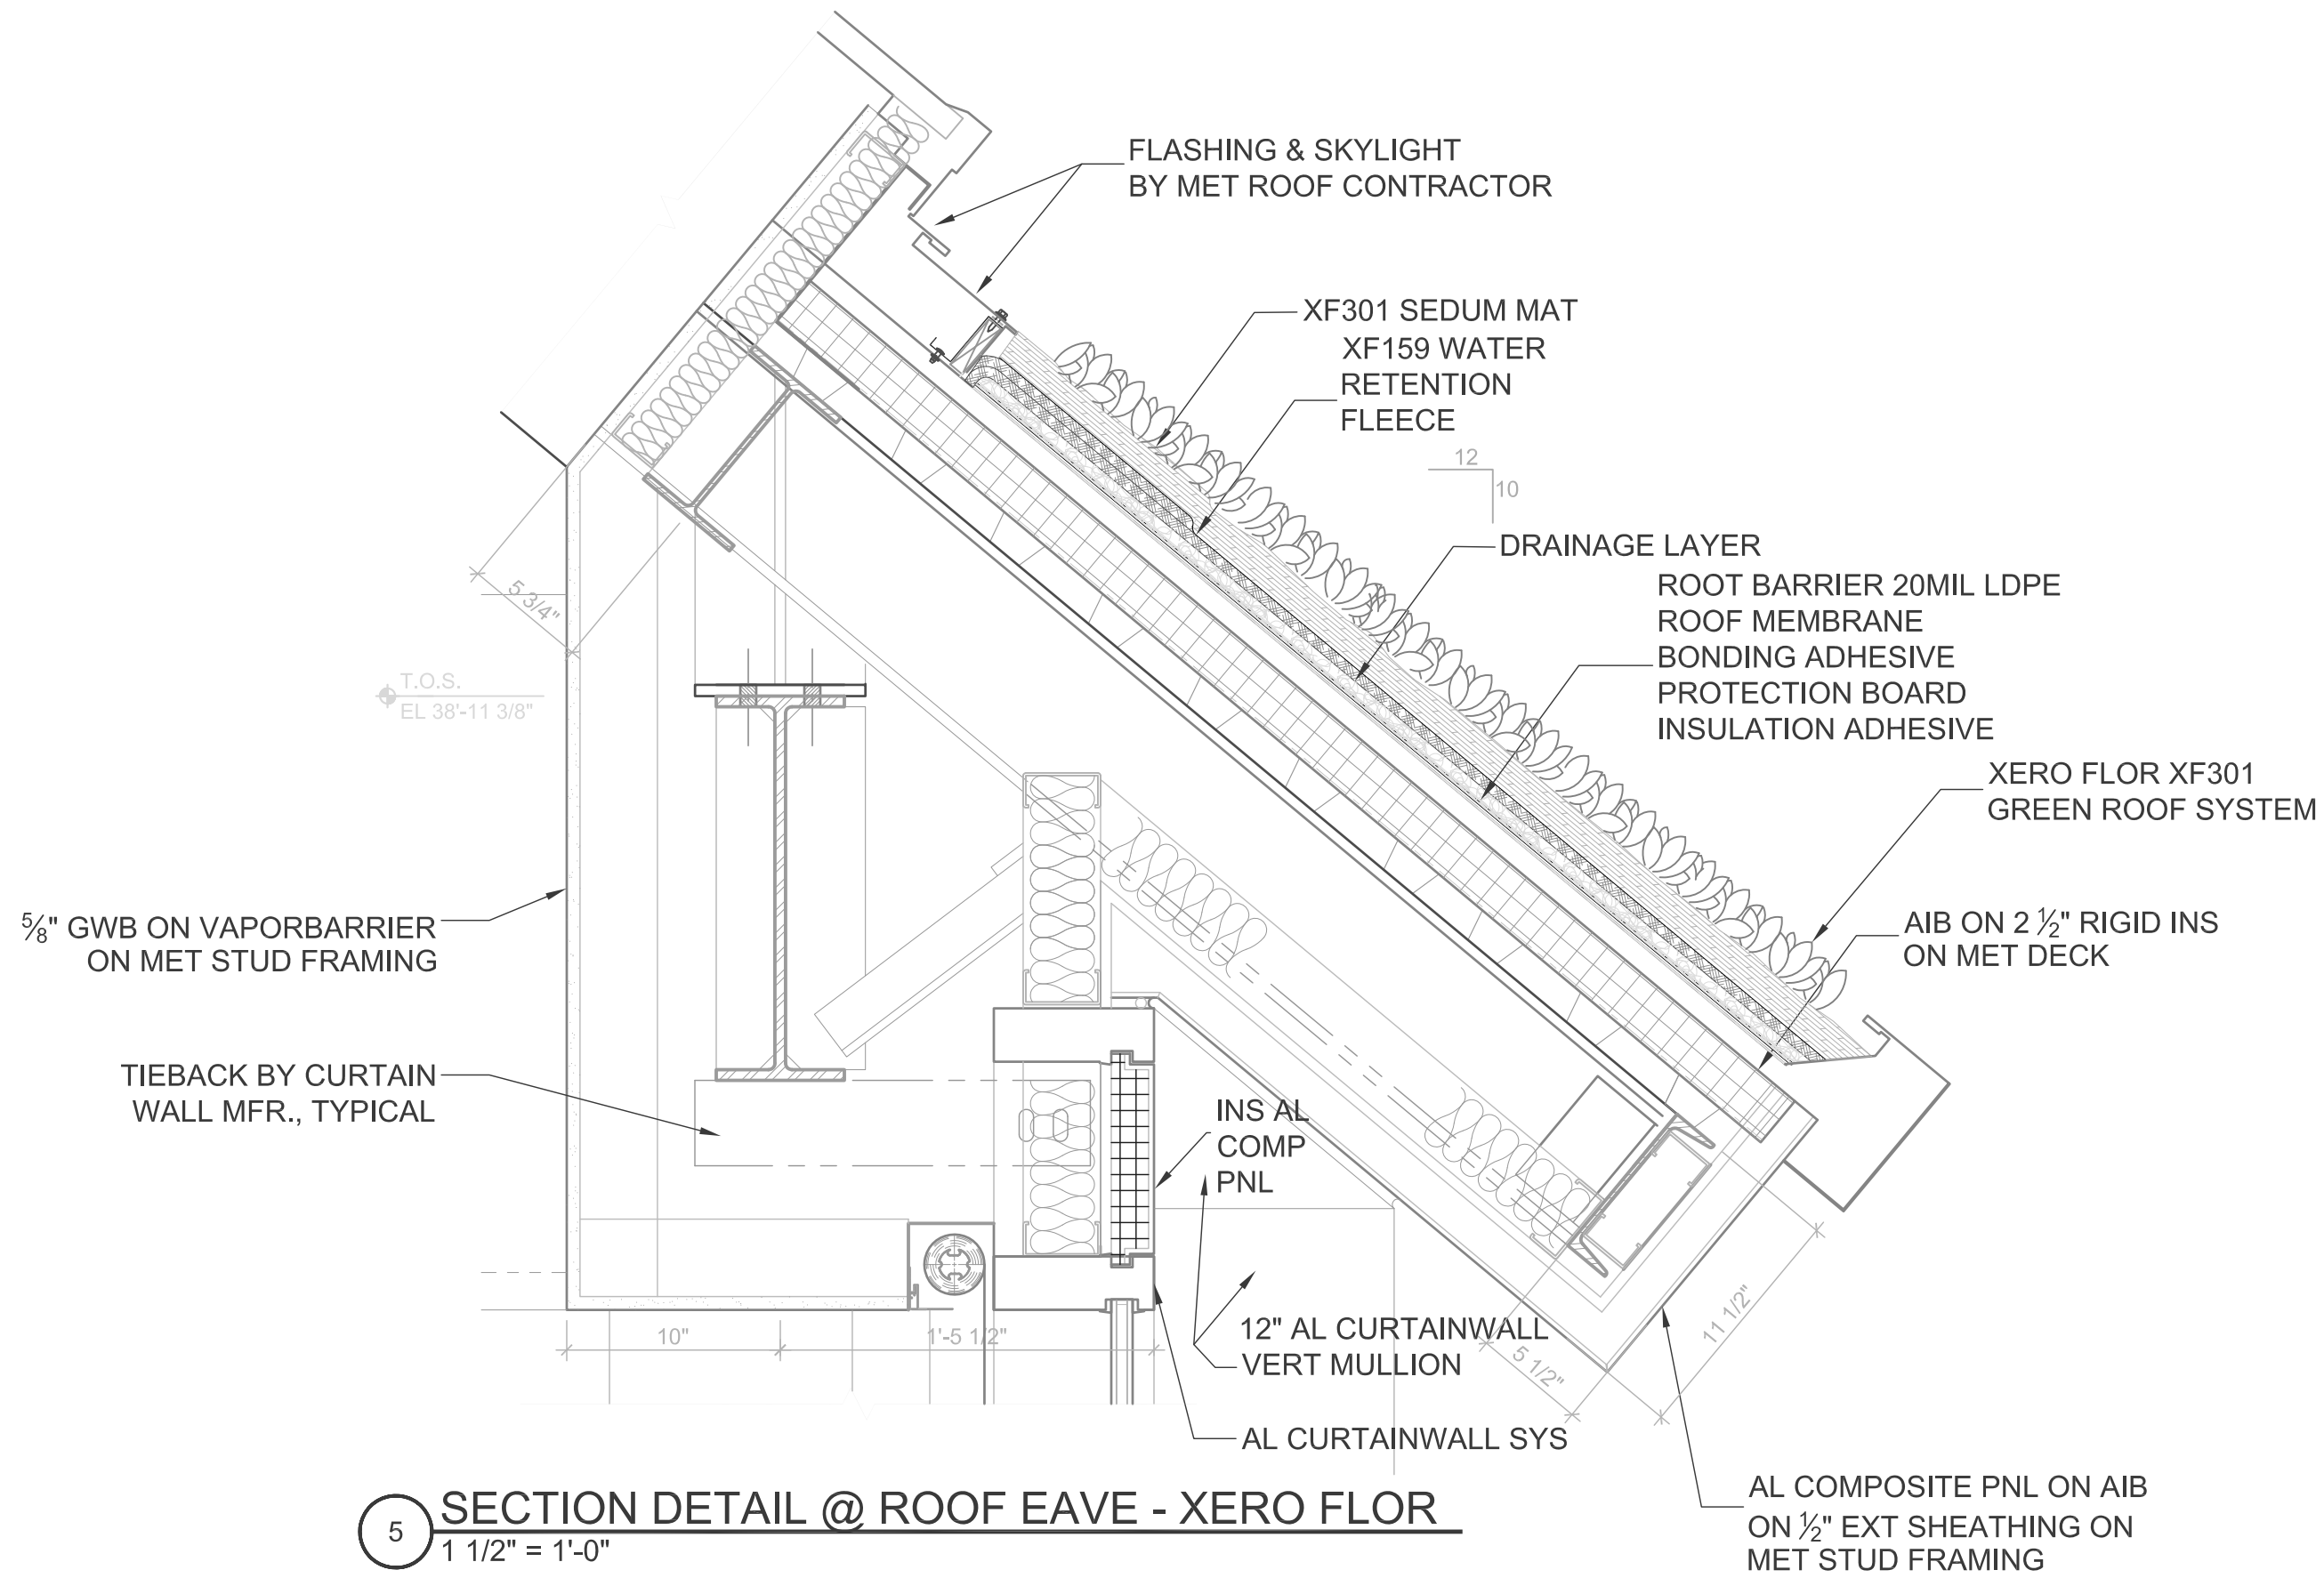 FLASHING & SKYLIGHT
BY MET ROOF CONTRACTOR
XF301 SEDUM MAT
XF159 WATER
RETENTION
FLEECE
12
10
DRAINAGE LAYER
ROOT BARRIER 20MIL LDPE
ROOF MEMBRANE
BONDING ADHESIVE
PROTECTION BOARD
INSULATION ADHESIVE
5 3/4"
T.O.S.
EL 38'-11 3/8"
XERO FLOR XF301
GREEN ROOF SYSTEM
⅝" GWB ON VAPORBARRIER
ON MET STUD FRAMING
AIB ON 2 ½" RIGID INS
ON MET DECK
TIEBACK BY CURTAIN
WALL MFR., TYPICAL
INS AL
COMP
PNL
10"
1'-5 1/2"
12" AL CURTAINWALL
VERT MULLION
5 1/2"
11 1/2"
AL CURTAINWALL SYS
AL COMPOSITE PNL ON AIB
ON ½" EXT SHEATHING ON
MET STUD FRAMING
5
SECTION DETAIL @ ROOF EAVE - XERO FLOR
1 1/2" = 1'-0"